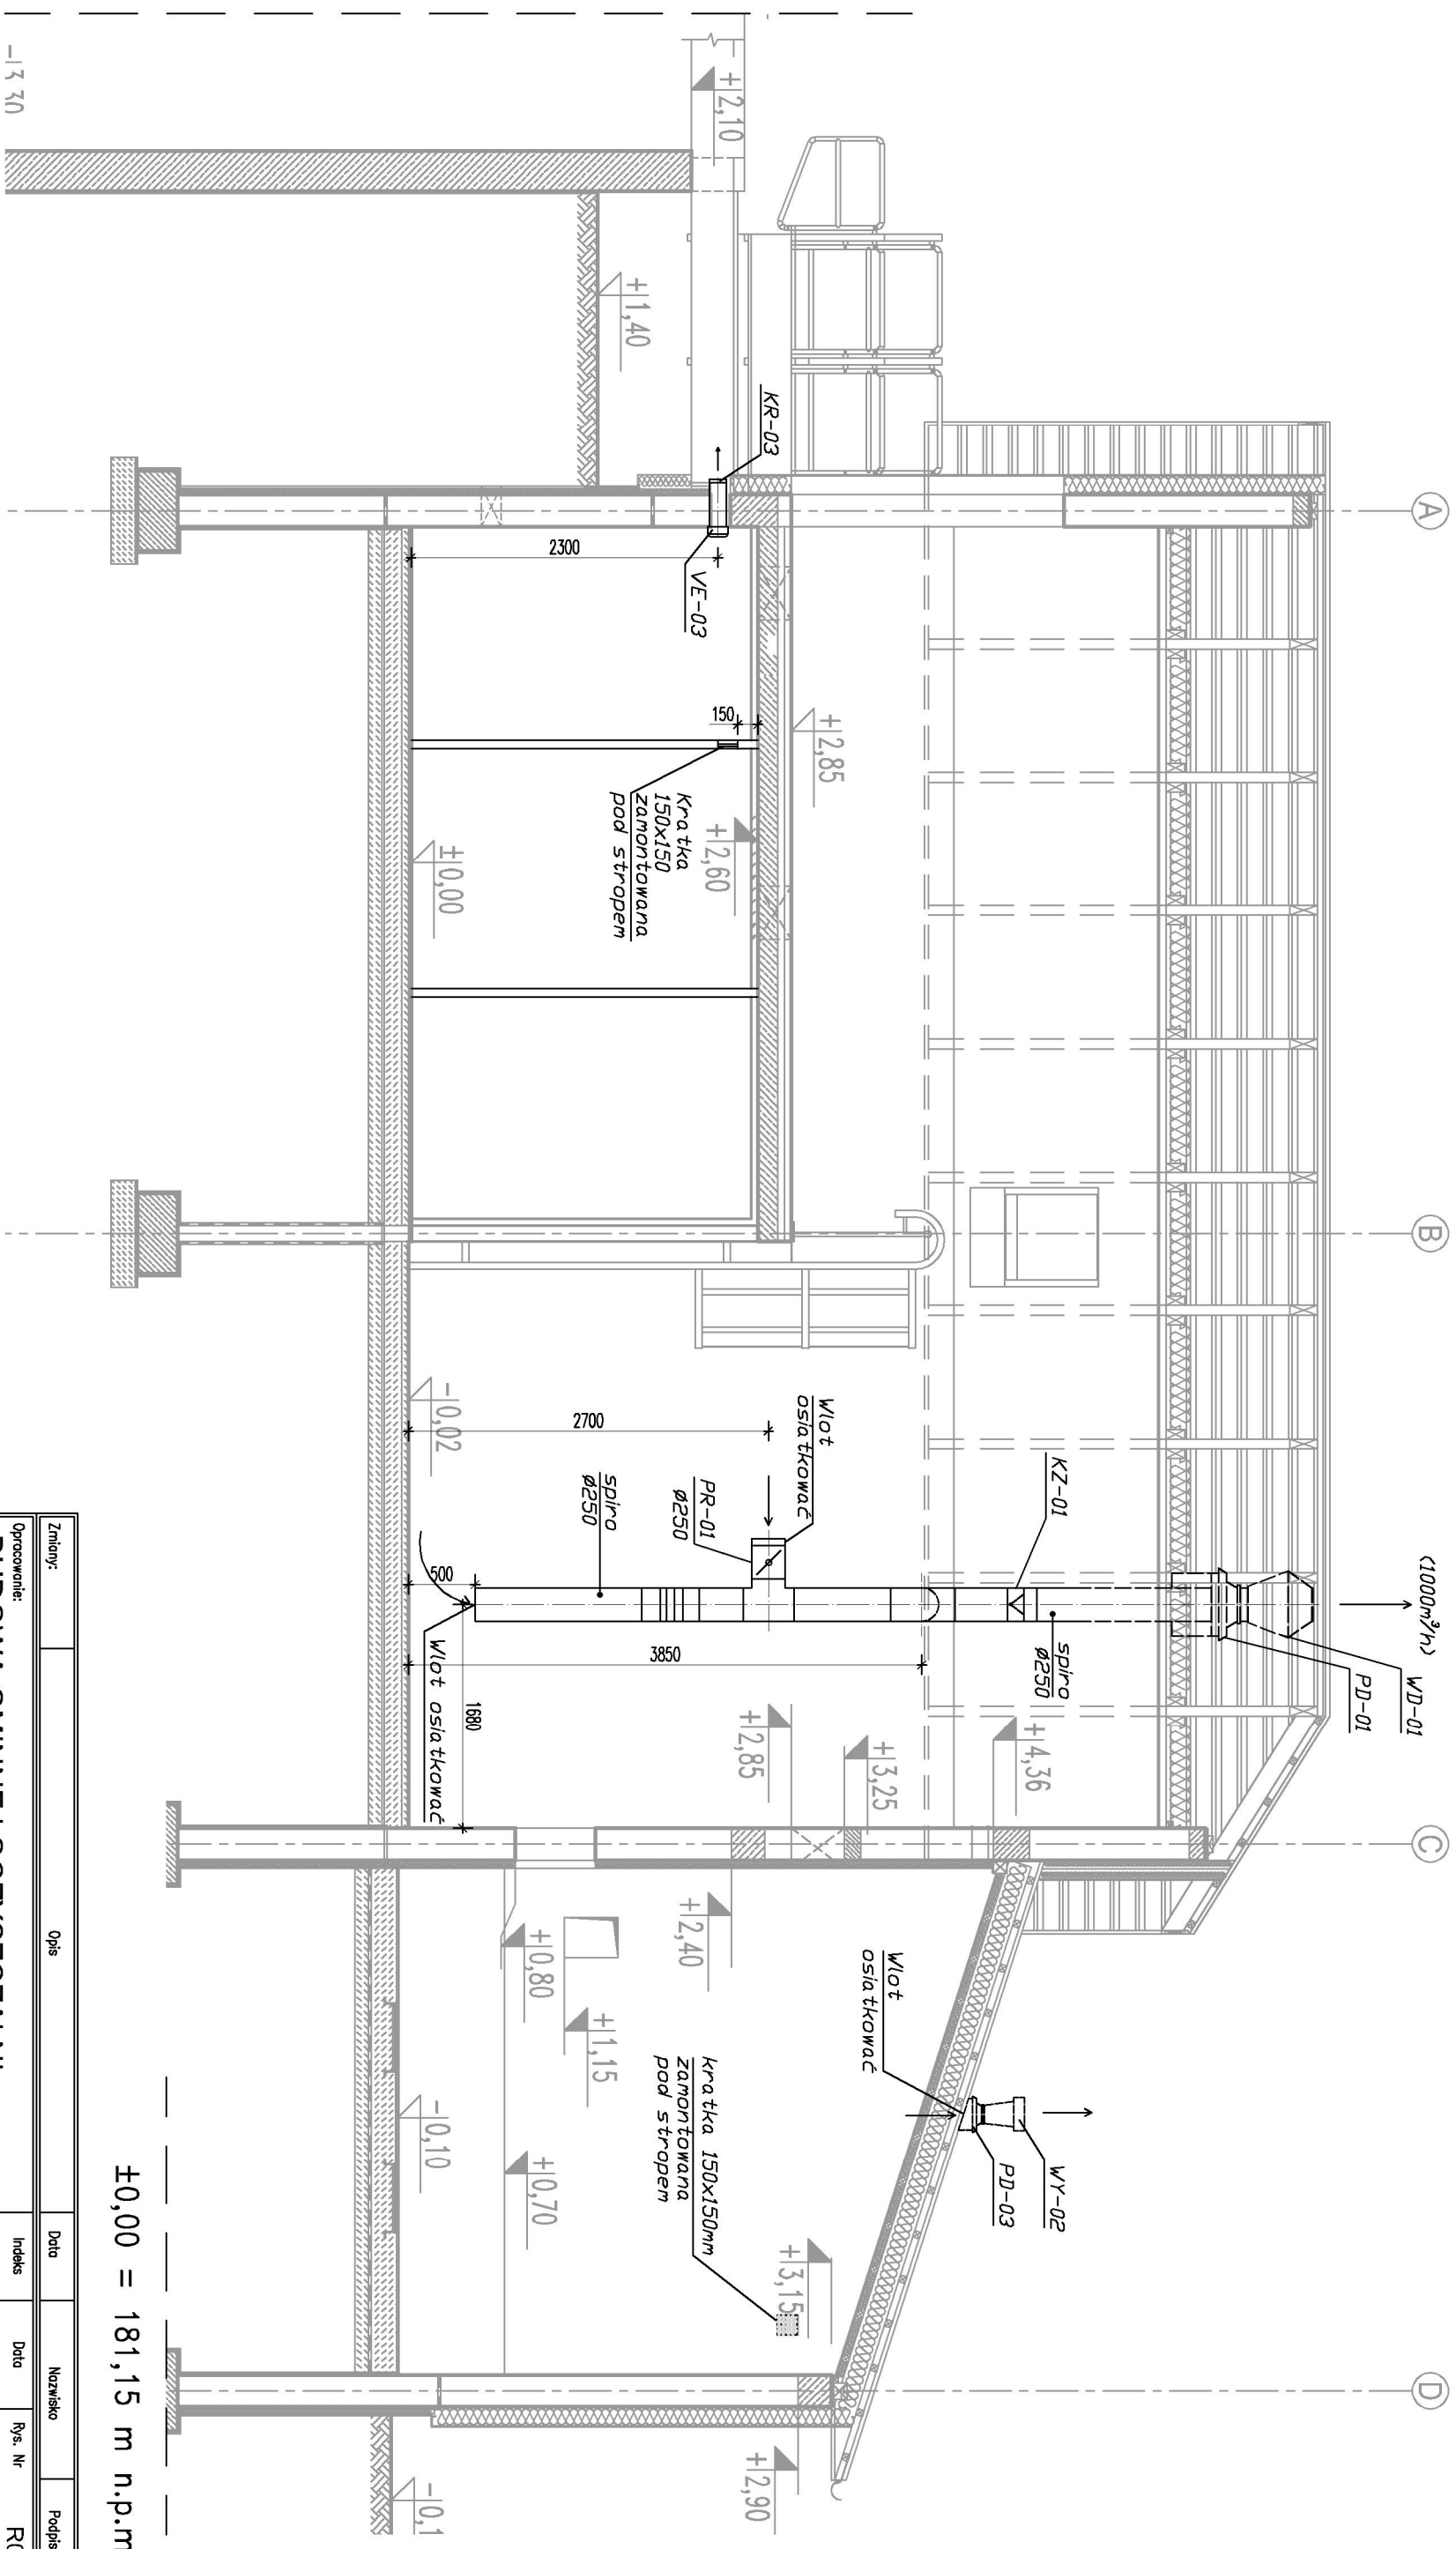 A
B
C
D
(1000m³/h)
WD-01
PD-01
+2,10
-13,30
+1,40
KR-03
VE-03
2300
150
+2,85
+2,60
Kratka
150x150
zamontowana
pod stropem
±0,00
-0,02
2700
Wlot
osiatkować
KZ-01
PR-01
ø250
spiro
ø250
spiro
ø250
500
3850
1680
Wlot osiatkować
+4,36
+3,25
+2,85
+2,40
+0,80
+1,15
Wlot
osiatkować
WY-02
PD-03
kratka 150x150mm
zamontowana
pod stropem
-0,10
+0,70
+3,15
+2,90
-0,1
±0,00 = 181,15 m n.p.m
Zmiany:
Opis
Data
Nazwisko
Podpis
Opracowanie:
Indeks
Data
Rys. Nr